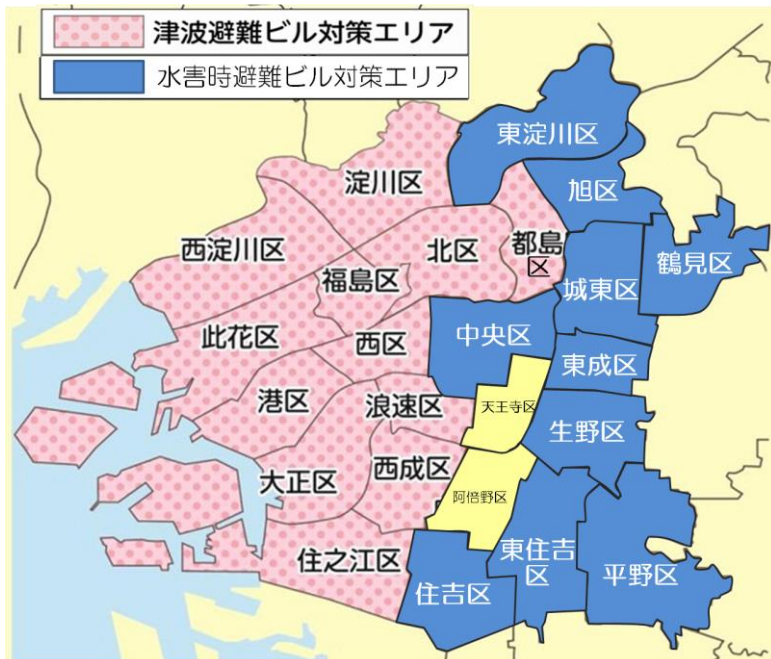 津波避難ビル対策エリア
水害時避難ビル対策エリア
東淀川区
淀川区
旭区
西淀川区
北区
都島
区
鶴見区
福島区
城東区
此花区
西区
中央区
東成区
港区
浪速区
天王寺区
生野区
西成区
大正区
阿倍野区
住之江区
東住吉
区
住吉区
平野区